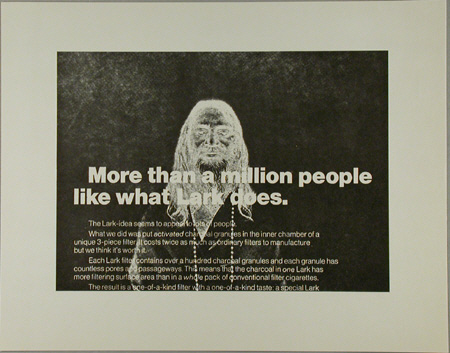 More than a million people
like what Lark does.
The Lark-idea seems to appeal to lots of people.
What we did was put activated charcoal granules in the inner chamber of a
unique 3-piece filter. It costs twice as much as ordinary filters to manufacture
but we think it's worth it.
Each Lark filter contains over a hundred charcoal granules and each granule has
countless pores and passageways. This means that the charcoal in one Lark has
more filtering surface area than in a whole pack of conventional filter cigarettes.
The result is a one-of-a-kind filter with a one-of-a-kind taste: a special Lark